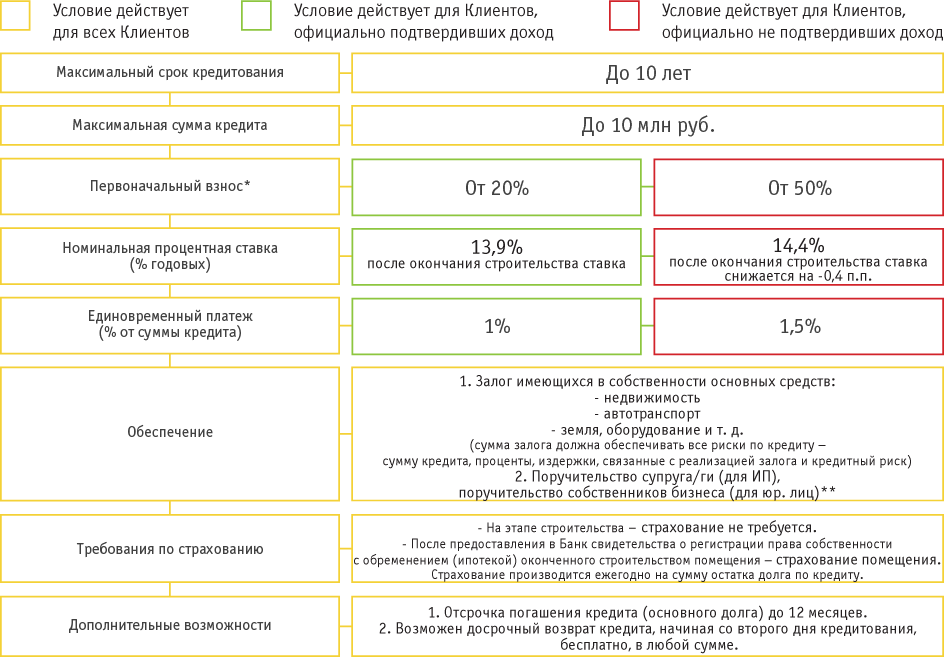 Условие действует
для всех Клиентов
Условие действует для Клиентов,
официально подтвердивших доход
Условие действует для Клиентов,
официально не подтвердивших доход
Максимальный срок кредитования
До 10 лет
Максимальная сумма кредита
До 10 млн руб.
Первоначальный взнос*
От 20%
От 50%
Номинальная процентная ставка
(% годовых)
13,9%
после окончания строительства ставка
14,4%
после окончания строительства ставка
снижается на -0,4 п.п.
Единовременный платеж
(% от суммы кредита)
1%
1,5%
Обеспечение
1. Залог имеющихся в собственности основных средств:
- недвижимость
- автотранспорт
- земля, оборудование и т. д.
(сумма залога должна обеспечивать все риски по кредиту –
сумму кредита, проценты, издержки, связанные с реализацией залога и кредитный риск)
2. Поручительство супруга/ги (для ИП),
поручительство собственников бизнеса (для юр. лиц)**
Требования по страхованию
- На этапе строительства – страхование не требуется.
- После предоставления в Банк свидетельства о регистрации права собственности
с обременением (ипотекой) оконченного строительством помещения – страхование помещения.
Страхование производится ежегодно на сумму остатка долга по кредиту.
Дополнительные возможности
1. Отсрочка погашения кредита (основного долга) до 12 месяцев.
2. Возможен досрочный возврат кредита, начиная со второго дня кредитования,
бесплатно, в любой сумме.